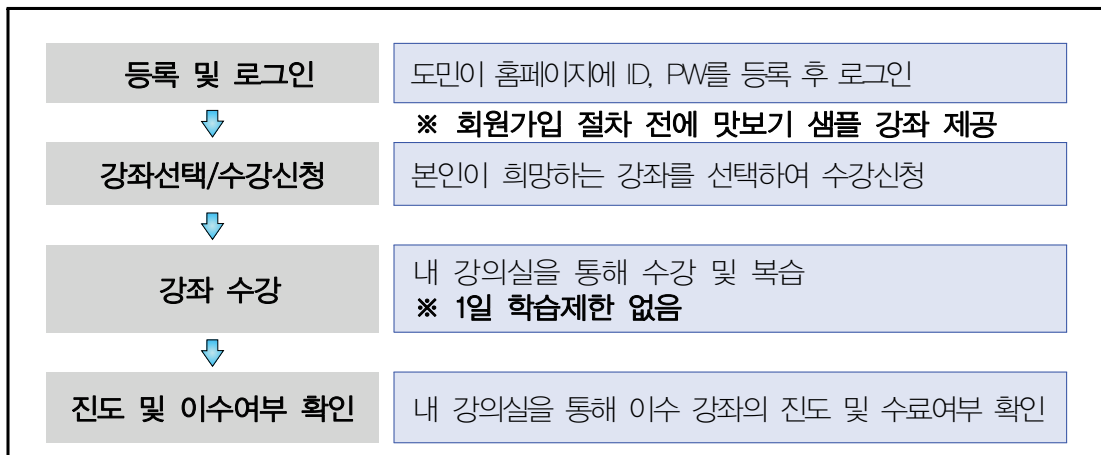 등록 및 로그인
도민이 홈페이지에 ID, PW를 등록 후 로그인
※ 회원가입 절차 전에 맛보기 샘플 강좌 제공
강좌선택/수강신청
본인이 희망하는 강좌를 선택하여 수강신청
강좌 수강
내 강의실을 통해 수강 및 복습
※ 1일 학습제한 없음
진도 및 이수여부 확인
내 강의실을 통해 이수 강좌의 진도 및 수료여부 확인